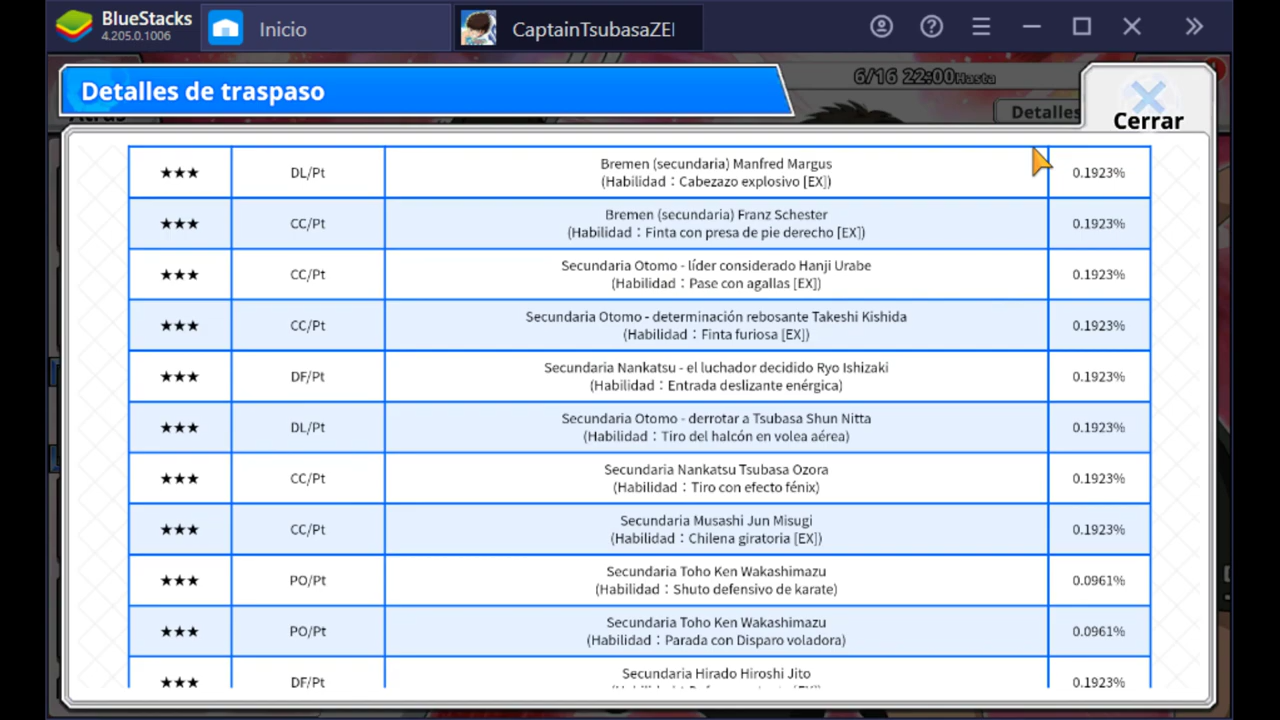 BlueStacks
4.205.0.1006
Inicio
CaptainTsubasaZE
6/16 22:00Hasta
Detalles de traspaso
Detalles
Cerrar
Atrás
★★★ DL/Pt Bremen (secundaria) Manfred Margus 0.1923%
(Habilidad：Cabezazo explosivo [EX])
★★★ CC/Pt Bremen (secundaria) Franz Schester 0.1923%
(Habilidad：Finta con presa de pie derecho [EX])
★★★ CC/Pt Secundaria Otomo - líder considerado Hanji Urabe 0.1923%
(Habilidad：Pase con agallas [EX])
★★★ CC/Pt Secundaria Otomo - determinación rebosante Takeshi Kishida 0.1923%
(Habilidad：Finta furiosa [EX])
★★★ DF/Pt Secundaria Nankatsu - el luchador decidido Ryo Ishizaki 0.1923%
(Habilidad：Entrada deslizante enérgica)
★★★ DL/Pt Secundaria Otomo - derrotar a Tsubasa Shun Nitta 0.1923%
(Habilidad：Tiro del halcón en volea aérea)
★★★ CC/Pt Secundaria Nankatsu Tsubasa Ozora 0.1923%
(Habilidad：Tiro con efecto fénix)
★★★ CC/Pt Secundaria Musashi Jun Misugi 0.1923%
(Habilidad：Chilena giratoria [EX])
★★★ PO/Pt Secundaria Toho Ken Wakashimazu 0.0961%
(Habilidad：Shuto defensivo de karate)
★★★ PO/Pt Secundaria Toho Ken Wakashimazu 0.0961%
(Habilidad：Parada con Disparo voladora)
★★★ DF/Pt Secundaria Hirado Hiroshi Jito 0.1923%